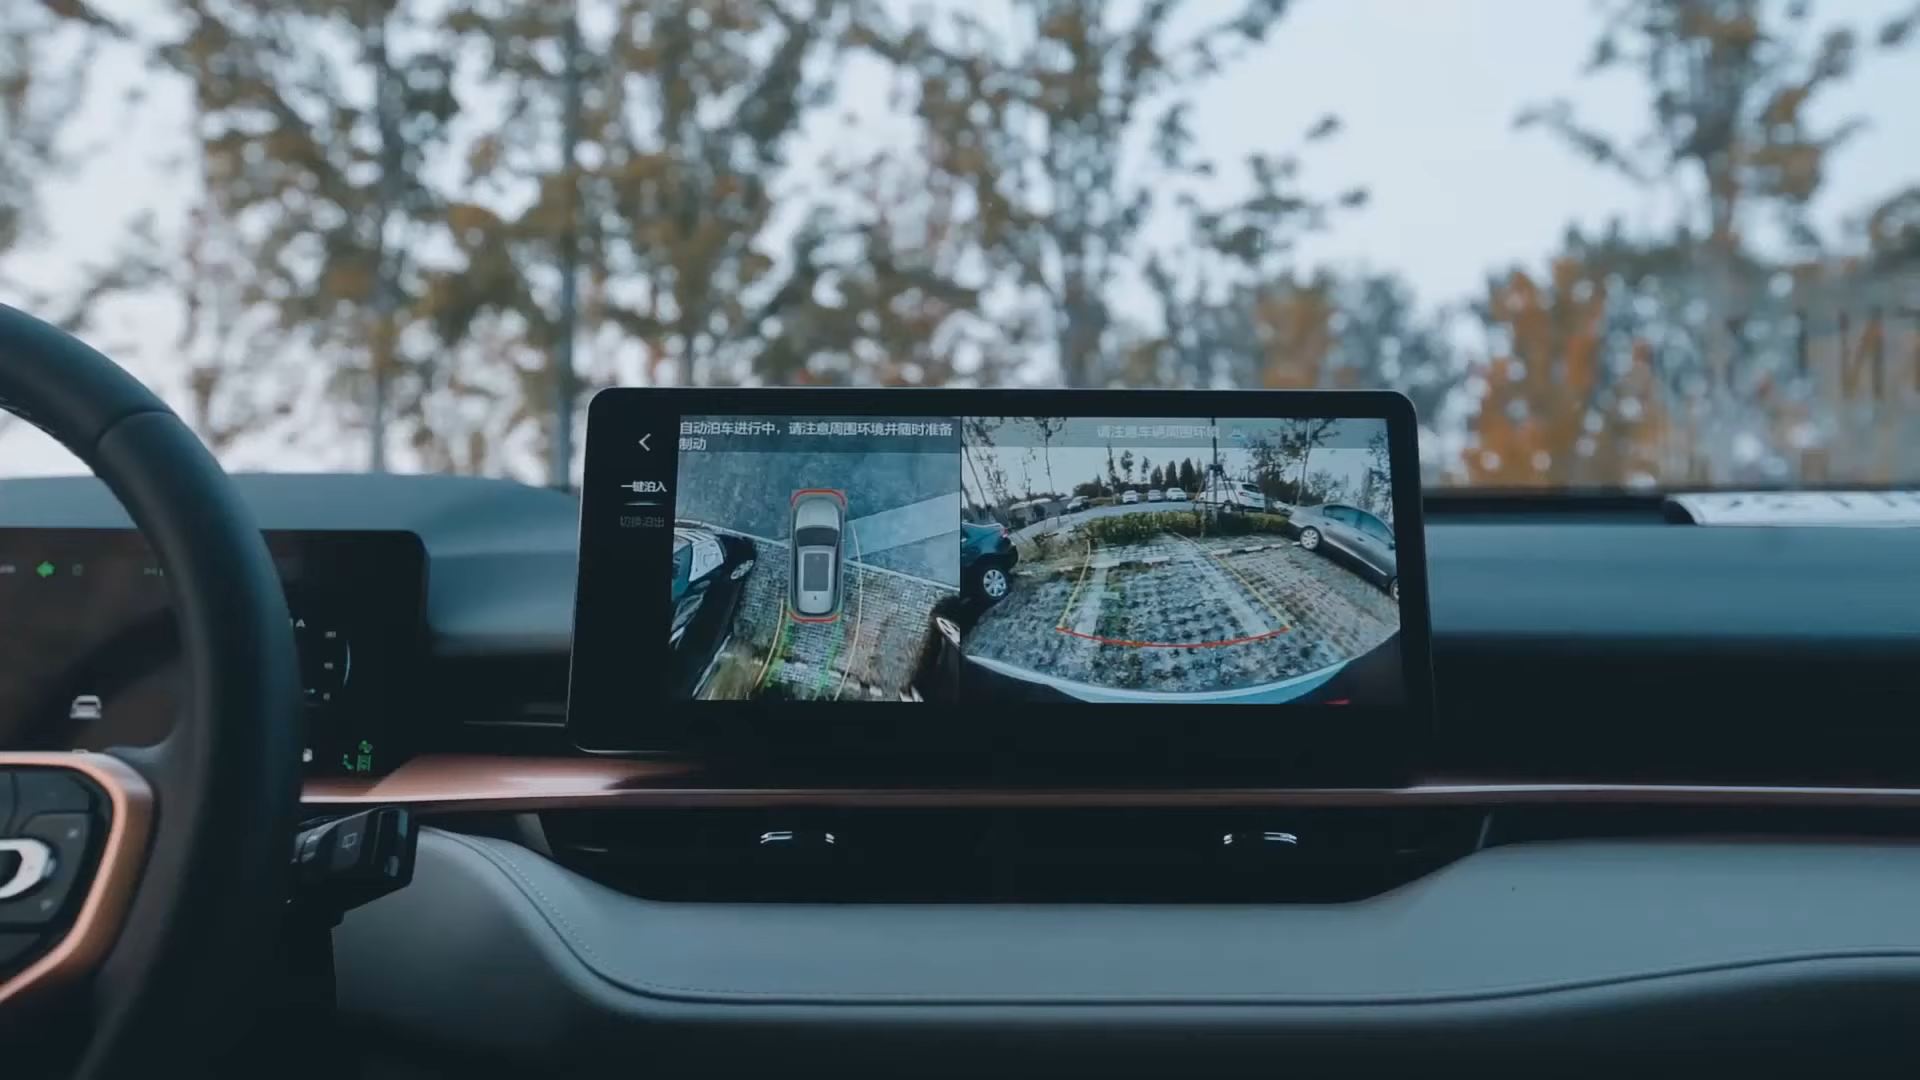 自动泊车进行中，请注意周围环境并随时准备
制动
请注意车辆周围环境
一键泊入
切换泊出